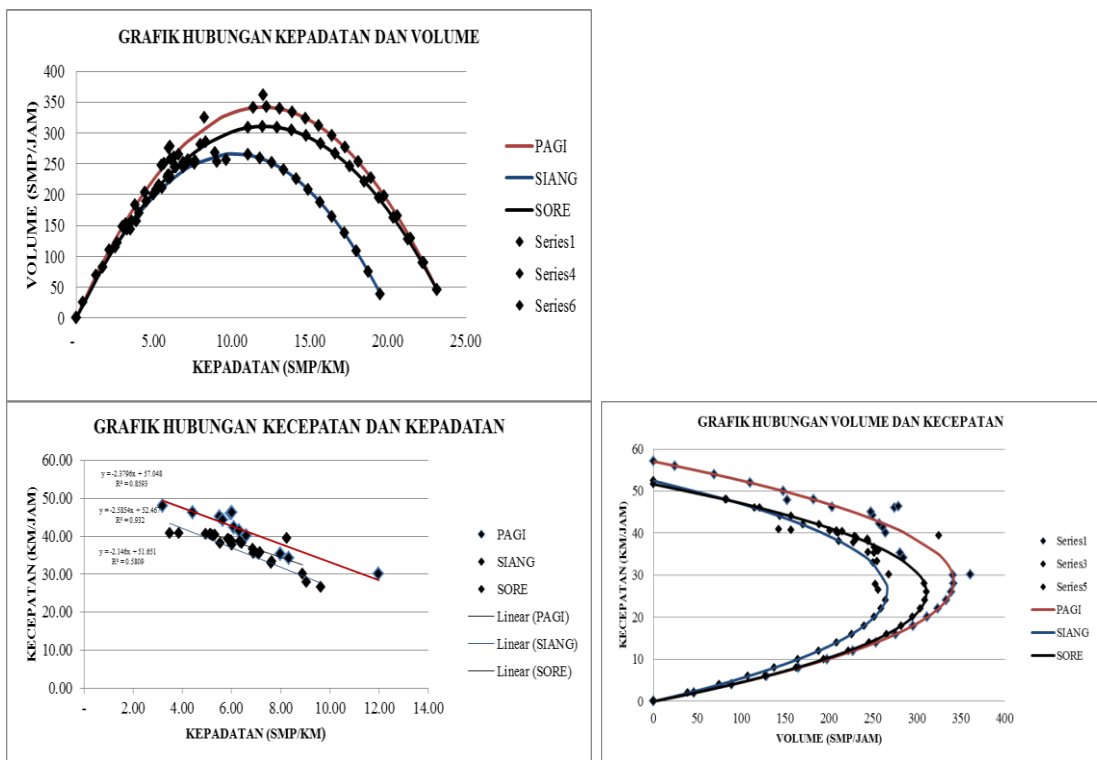 GRAFIK HUBUNGAN KEPADATAN DAN VOLUME
400
350
300
250
200
150
100
50
0
VOLUME (SMP/JAM)
-
5.00
10.00
15.00
20.00
25.00
KEPADATAN (SMP/KM)
PAGI
SIANG
SORE
Series1
Series4
Series6
GRAFIK HUBUNGAN KECEPATAN DAN KEPADATAN
60.00
50.00
40.00
30.00
20.00
10.00
0.00
KECEPATAN (KM/JAM)
y = -2.3796x + 57.048
R² = 0.8593
y = -2.5854x + 52.467
R² = 0.932
y = -2.146x + 51.651
R² = 0.5809
-
2.00
4.00
6.00
8.00
10.00
12.00
14.00
KEPADATAN (SMP/KM)
PAGI
SIANG
SORE
Linear (PAGI)
Linear (SIANG)
Linear (SORE)
GRAFIK HUBUNGAN VOLUME DAN KECEPATAN
60
50
40
30
20
10
0
KECEPATAN (KM/JAM)
0
50
100
150
200
250
300
350
400
VOLUME (SMP/JAM)
Series1
Series3
Series5
PAGI
SIANG
SORE